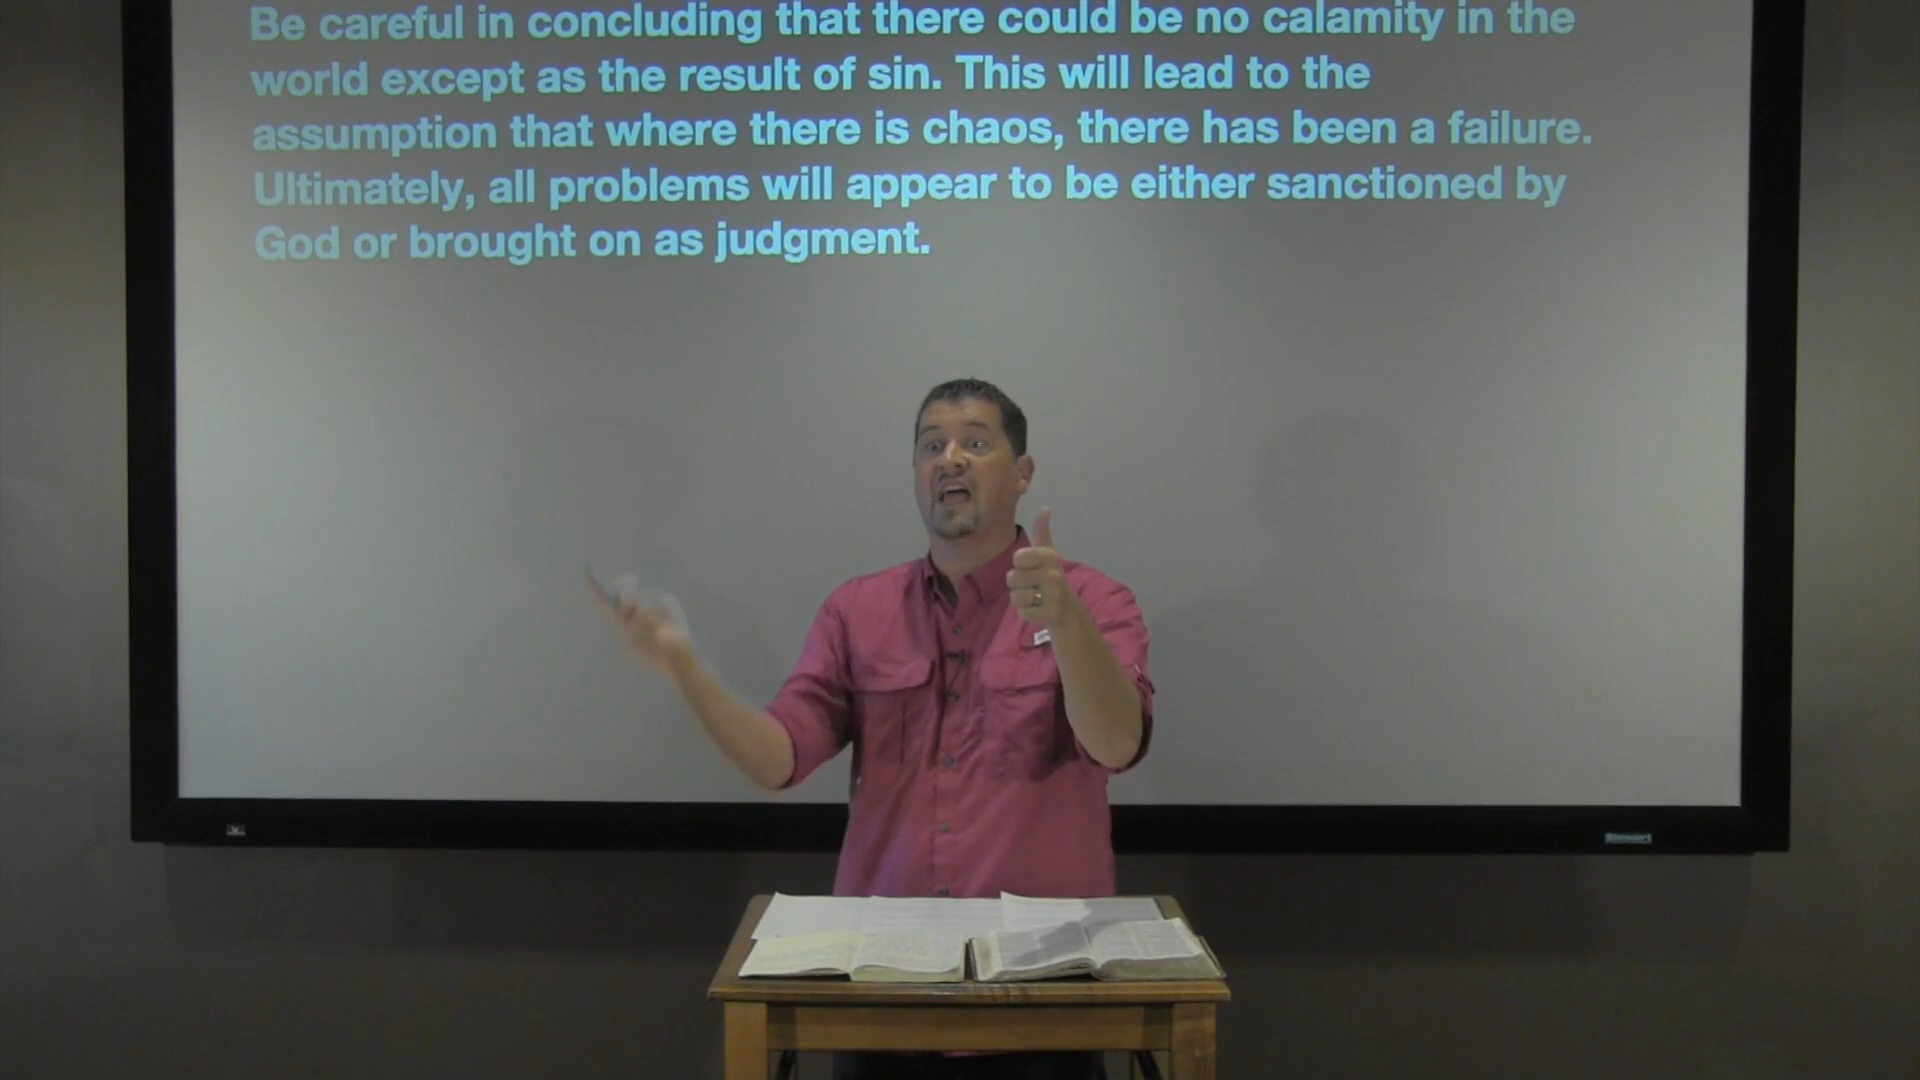 Be careful in concluding that there could be no calamity in the
world except as the result of sin. This will lead to the
assumption that where there is chaos, there has been a failure.
Ultimately, all problems will appear to be either sanctioned by
God or brought on as judgment.
Stewart